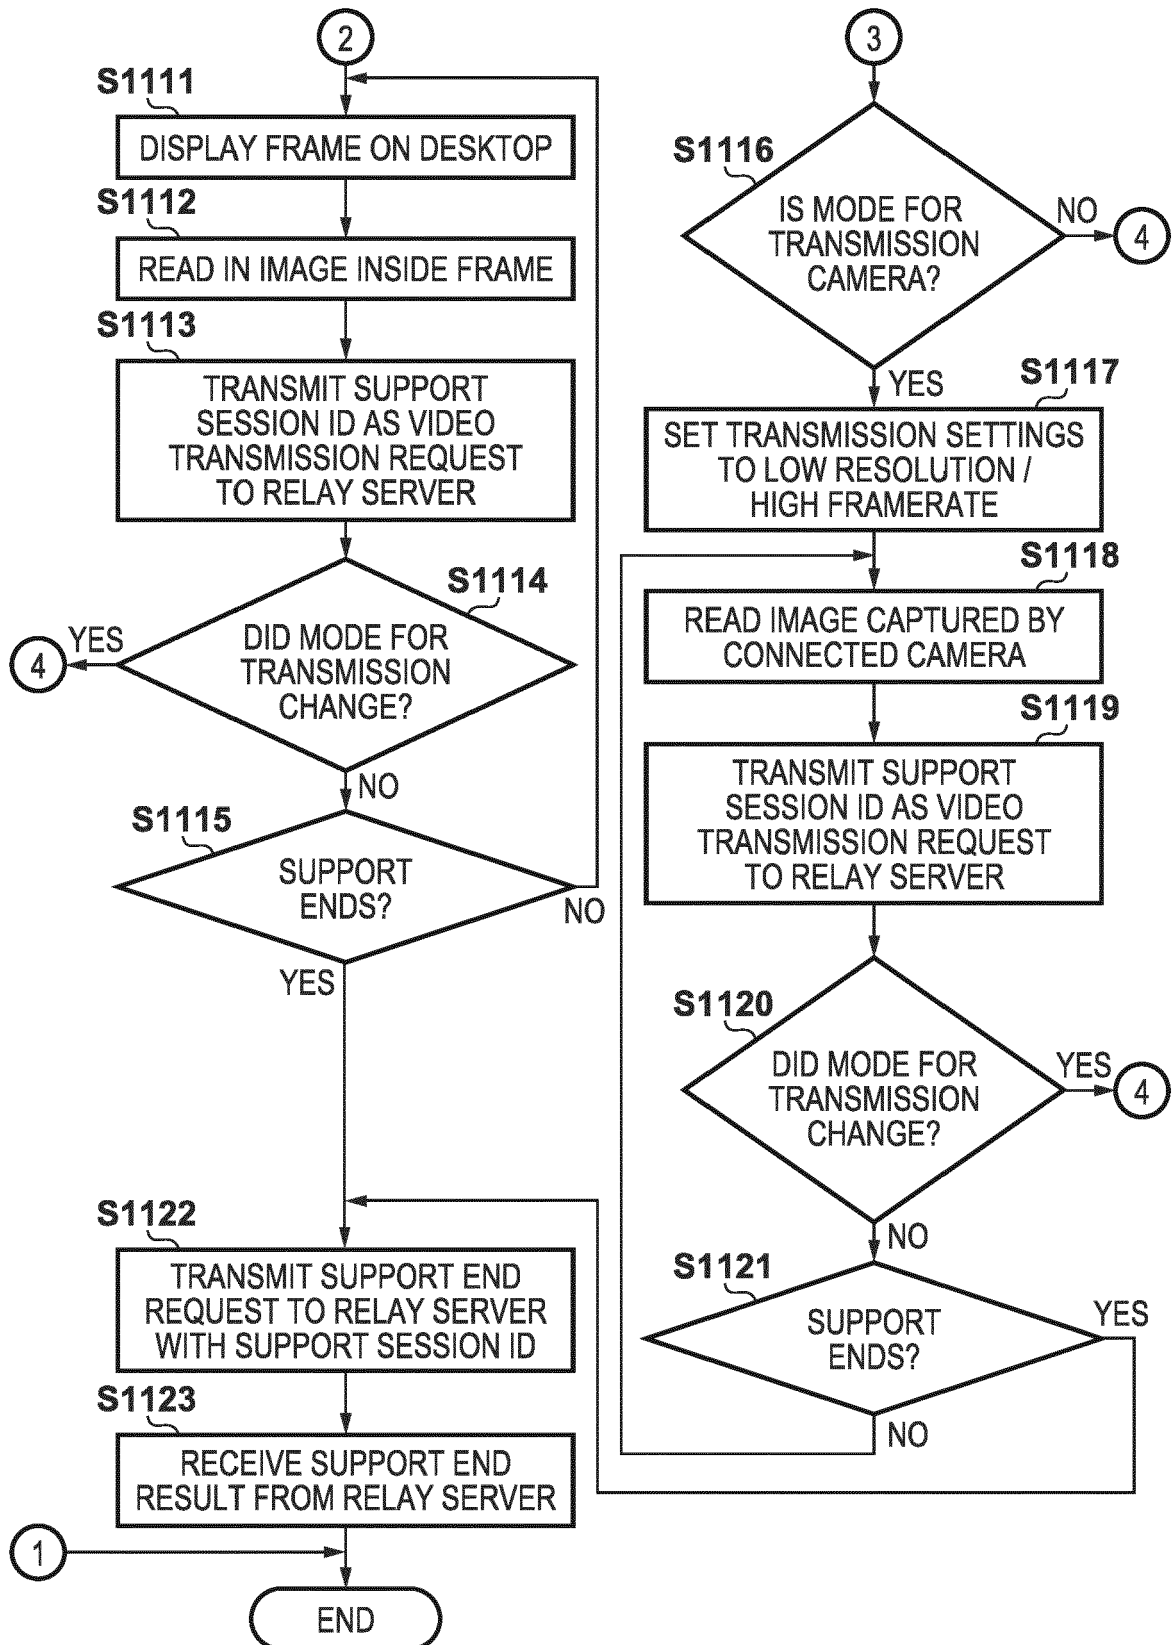 2
S1111
DISPLAY FRAME ON DESKTOP
S1112
READ IN IMAGE INSIDE FRAME
S1113
TRANSMIT SUPPORT
SESSION ID AS VIDEO
TRANSMISSION REQUEST
TO RELAY SERVER
S1114
DID MODE FOR
TRANSMISSION
CHANGE?
YES
4
NO
S1115
SUPPORT
ENDS?
NO
YES
S1122
TRANSMIT SUPPORT END
REQUEST TO RELAY SERVER
WITH SUPPORT SESSION ID
S1123
RECEIVE SUPPORT END
RESULT FROM RELAY SERVER
1
END
3
S1116
IS MODE FOR
TRANSMISSION
CAMERA?
NO
4
YES
S1117
SET TRANSMISSION SETTINGS
TO LOW RESOLUTION /
HIGH FRAMERATE
S1118
READ IMAGE CAPTURED BY
CONNECTED CAMERA
S1119
TRANSMIT SUPPORT
SESSION ID AS VIDEO
TRANSMISSION REQUEST
TO RELAY SERVER
S1120
DID MODE FOR
TRANSMISSION
CHANGE?
YES
4
NO
S1121
SUPPORT
ENDS?
YES
NO